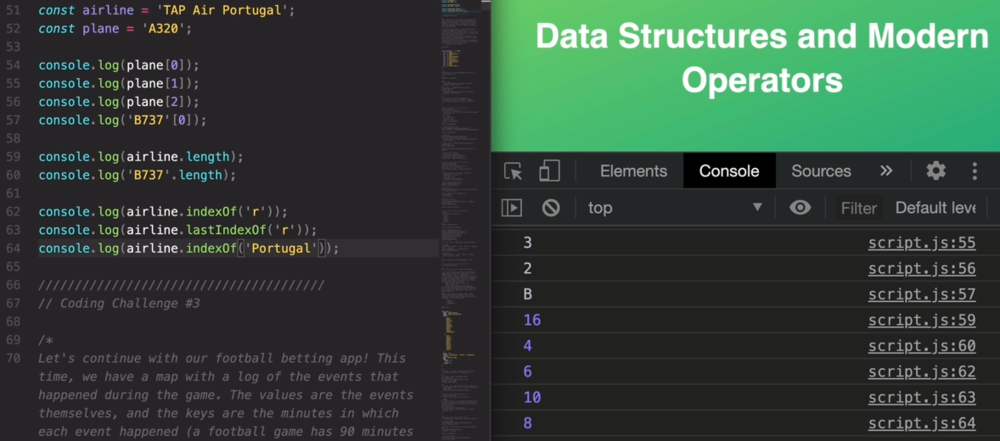 51 const airline = 'TAP Air Portugal';
52 const plane = 'A320';
53
54 console.log(plane[0]);
55 console.log(plane[1]);
56 console.log(plane[2]);
57 console.log('B737'[0]);
58
59 console.log(airline.length);
60 console.log('B737'.length);
61
62 console.log(airline.indexOf('r'));
63 console.log(airline.lastIndexOf('r'));
64 console.log(airline.indexOf('Portugal'));
65
66 ///////////////////////////////////////
67 // Coding Challenge #3
68
69 /*
70 Let's continue with our football betting app! This
time, we have a map with a log of the events that
happened during the game. The values are the events
themselves, and the keys are the minutes in which
each event happened (a football game has 90 minutes
Data Structures and Modern
Operators
Elements Console Sources »
top Filter Default leve
3 script.js:55
2 script.js:56
B script.js:57
16 script.js:59
4 script.js:60
6 script.js:62
10 script.js:63
8 script.js:64